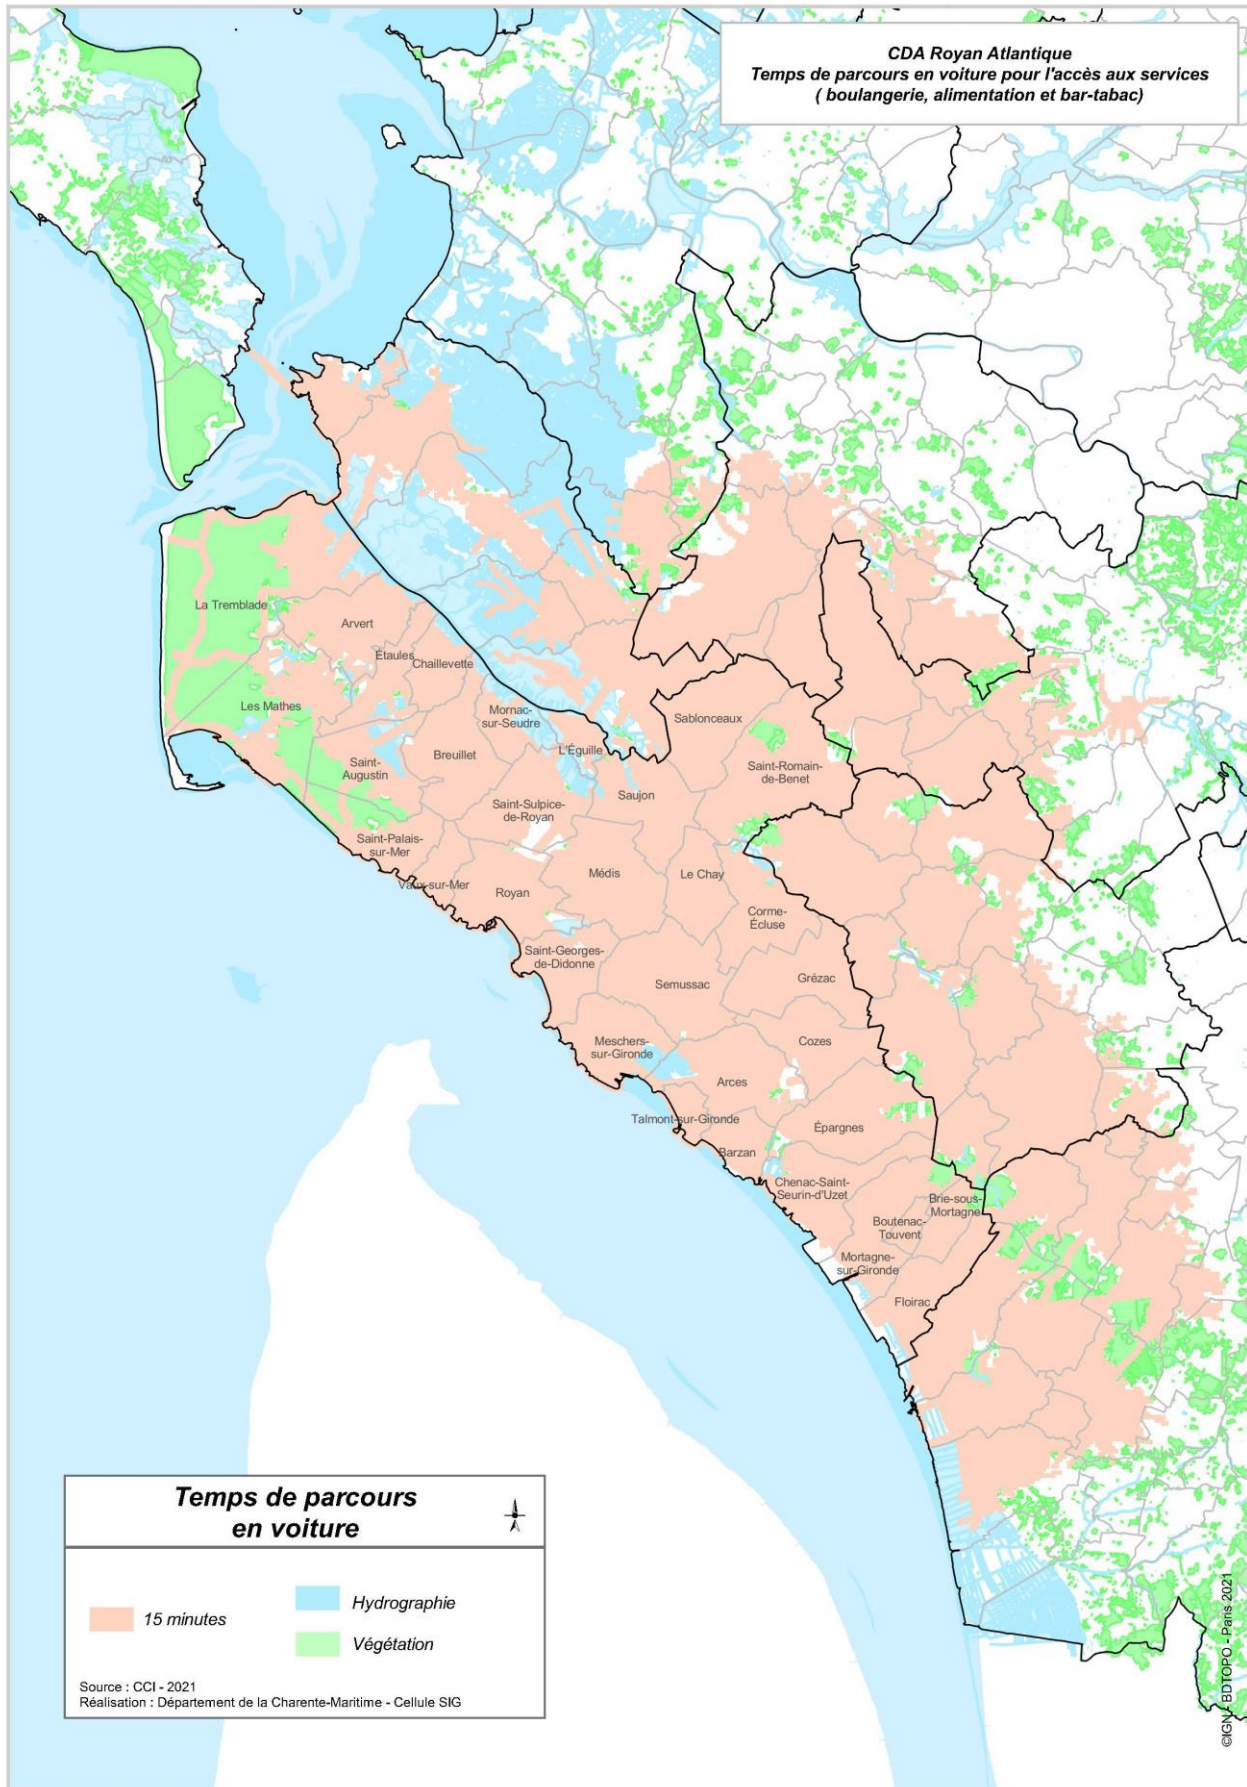 CDA Royan Atlantique
Temps de parcours en voiture pour l'accès aux services
( boulangerie, alimentation et bar-tabac)
La Tremblade
Arvert
Étaules
Chaillevette
Les Mathes
Mornac-
sur-Seudre
Sablonceaux
L'Éguille
Breuillet
Saint-
Augustin
Saint-Romain-
de-Benet
Saujon
Saint-Sulpice-
de-Royan
Saint-Palais-
sur-Mer
Médis
Le Chay
Vaux-sur-Mer
Royan
Corme-
Écluse
Saint-Georges-
de-Didonne
Semussac
Grézac
Meschers-
sur-Gironde
Cozes
Arces
Talmont-sur-Gironde
Épargnes
Barzan
Chenac-Saint-
Seurin-d'Uzet
Brie-sous-
Mortagne
Boutenac-
Touvent
Mortagne-
sur-Gironde
Floirac
Temps de parcours
en voiture
15 minutes
Hydrographie
Végétation
Source : CCI - 2021
Réalisation : Département de la Charente-Maritime - Cellule SIG
©IGN - BDTOPO - Paris 2021